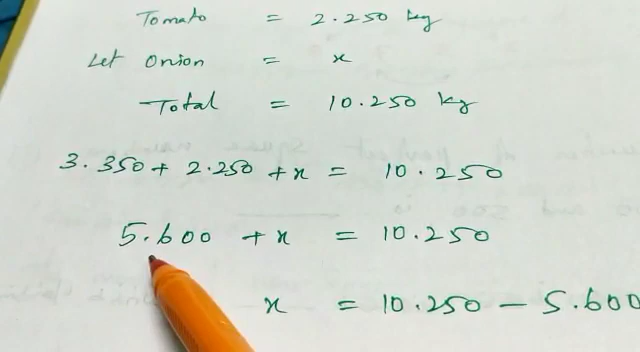 Tomato = 2.250 kg
Let Onion = x
Total = 10.250 kg
3.350 + 2.250 + x = 10.250
5.600 + x = 10.250
x = 10.250 - 5.600